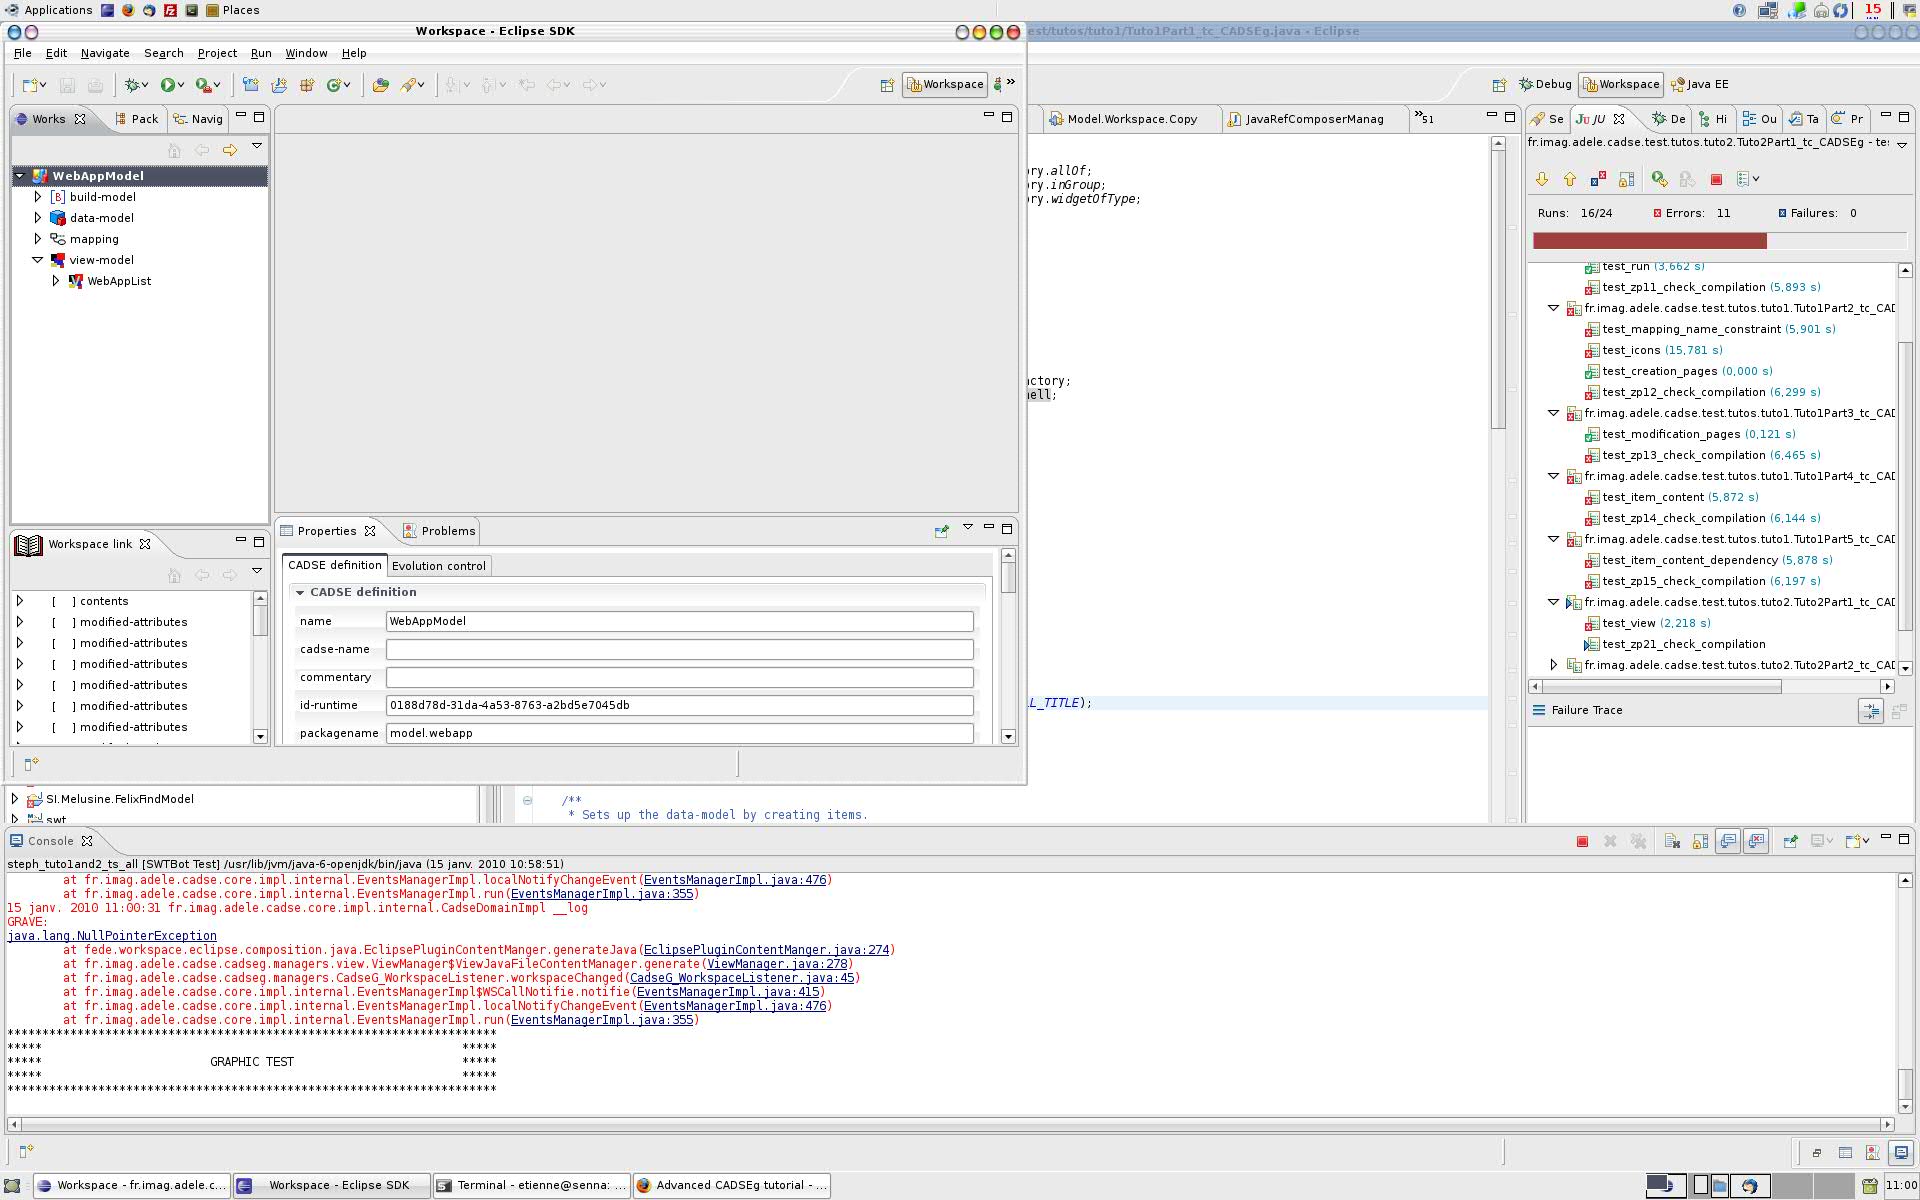 Applications
Places
15
Workspace - Eclipse SDK
est/tutos/tuto1/Tuto1Part1_tc_CADSEg.java - Eclipse
File Edit Navigate Search Project Run Window Help
Workspace
Debug Workspace Java EE
Works Pack Navig
Model.Workspace.Copy JavaRefComposerManag 51
Se JU De Hi Ou Ta Pr
WebAppModel
build-model
data-model
mapping
view-model
WebAppList
Workspace link
[ ] contents
[ ] modified-attributes
[ ] modified-attributes
[ ] modified-attributes
[ ] modified-attributes
[ ] modified-attributes
[ ] modified-attributes
Properties Problems
CADSE definition Evolution control
CADSE definition
name WebAppModel
cadse-name
commentary
id-runtime 0188d78d-31da-4a53-8763-a2bd5e7045db
packagename model.webapp
ry.allOf;
ry.inGroup;
ry.widgetOfType;
actory;
ell;
L_TITLE);
/**
* Sets up the data-model by creating items.
SI.Melusine.FelixFindModel
swt
fr.imag.adele.cadse.test.tutos.tuto2.Tuto2Part1_tc_CADSEg - te:
Runs: 16/24 Errors: 11 Failures: 0
test_run (3,662 s)
test_zp11_check_compilation (5,893 s)
fr.imag.adele.cadse.test.tutos.tuto1.Tuto1Part2_tc_CAD
test_mapping_name_constraint (5,901 s)
test_icons (15,781 s)
test_creation_pages (0,000 s)
test_zp12_check_compilation (6,299 s)
fr.imag.adele.cadse.test.tutos.tuto1.Tuto1Part3_tc_CAD
test_modification_pages (0,121 s)
test_zp13_check_compilation (6,465 s)
fr.imag.adele.cadse.test.tutos.tuto1.Tuto1Part4_tc_CAD
test_item_content (5,872 s)
test_zp14_check_compilation (6,144 s)
fr.imag.adele.cadse.test.tutos.tuto1.Tuto1Part5_tc_CAD
test_item_content_dependency (5,878 s)
test_zp15_check_compilation (6,197 s)
fr.imag.adele.cadse.test.tutos.tuto2.Tuto2Part1_tc_CAD
test_view (2,218 s)
test_zp21_check_compilation
fr.imag.adele.cadse.test.tutos.tuto2.Tuto2Part2_tc_CAD
Failure Trace
Console
steph_tuto1and2_ts_all [SWTBot Test] /usr/lib/jvm/java-6-openjdk/bin/java (15 janv. 2010 10:58:51)
at fr.imag.adele.cadse.core.impl.internal.EventsManagerImpl.localNotifyChangeEvent(EventsManagerImpl.java:476)
at fr.imag.adele.cadse.core.impl.internal.EventsManagerImpl.run(EventsManagerImpl.java:355)
15 janv. 2010 11:00:31 fr.imag.adele.cadse.core.impl.internal.CadseDomainImpl __log
GRAVE:
java.lang.NullPointerException
at fede.workspace.eclipse.composition.java.EclipsePluginContentManger.generateJava(EclipsePluginContentManger.java:274)
at fr.imag.adele.cadse.cadseg.managers.view.ViewManager$ViewJavaFileContentManager.generate(ViewManager.java:278)
at fr.imag.adele.cadse.cadseg.managers.CadseG_WorkspaceListener.workspaceChanged(CadseG_WorkspaceListener.java:45)
at fr.imag.adele.cadse.core.impl.internal.EventsManagerImpl$WSCallNotifie.notifie(EventsManagerImpl.java:415)
at fr.imag.adele.cadse.core.impl.internal.EventsManagerImpl.localNotifyChangeEvent(EventsManagerImpl.java:476)
at fr.imag.adele.cadse.core.impl.internal.EventsManagerImpl.run(EventsManagerImpl.java:355)
**********************************************************************
***** *****
***** GRAPHIC TEST *****
***** *****
**********************************************************************
Workspace - fr.imag.adele.c... Workspace - Eclipse SDK Terminal - etienne@senna: ... Advanced CADSEg tutorial - ... 11:00